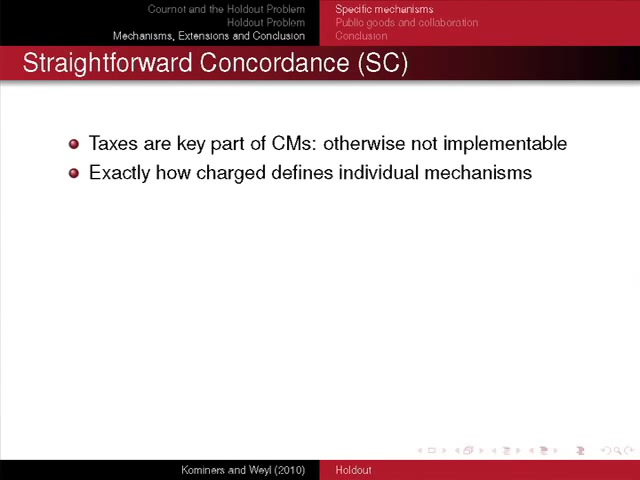 Cournot and the Holdout Problem
Holdout Problem
Mechanisms, Extensions and Conclusion
Specific mechanisms
Public goods and collaboration
Conclusion
Straightforward Concordance (SC)
Taxes are key part of CMs: otherwise not implementable
Exactly how charged defines individual mechanisms
Kominers and Weyl (2010)
Holdout